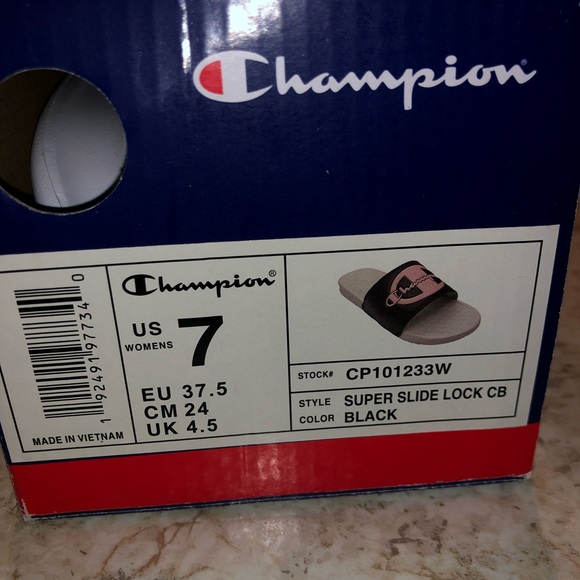 Champion®
Champion®
US
WOMENS
7
EU 37.5
CM 24
UK 4.5
1 92491 97734 0
MADE IN VIETNAM
Champion
STOCK# CP101233W
STYLE SUPER SLIDE LOCK CB
COLOR BLACK